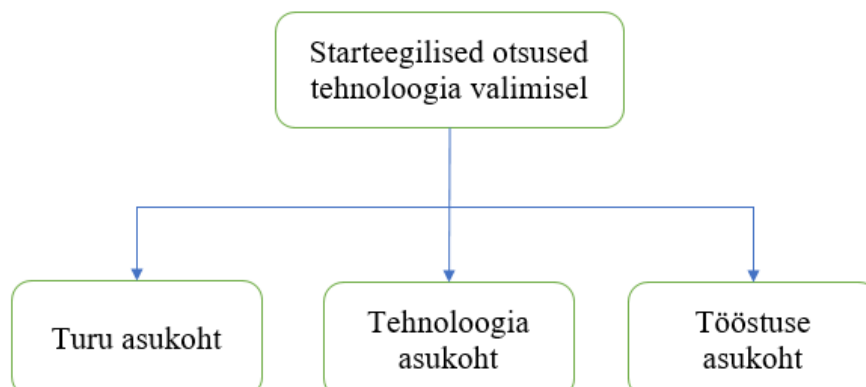 Starteegilised otsused
tehnoloogia valimisel
Turu asukoht
Tehnoloogia
asukoht
Tööstuse
asukoht